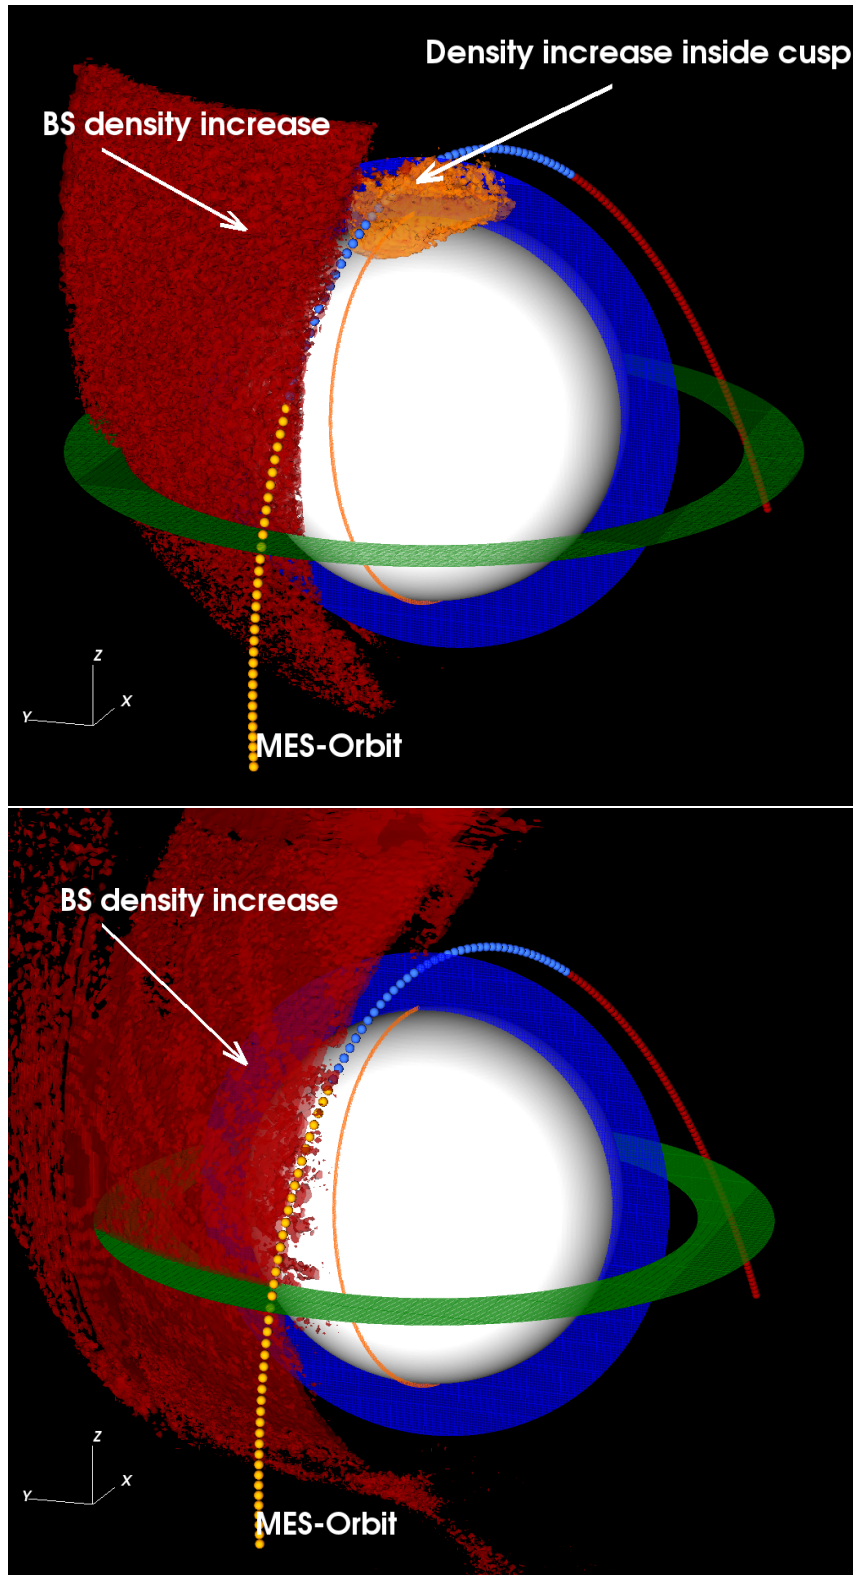 Density increase inside cusp
BS density increase
Z
X
Y
MES-Orbit
BS density increase
Z
X
Y
MES-Orbit